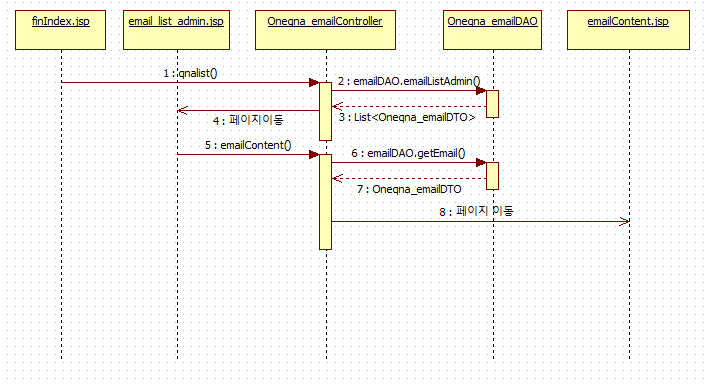 finIndex.jsp
email_list_admin.jsp
Oneqna_emailController
Oneqna_emailDAO
emailContent.jsp
1 : qnalist()
2 : emailDAO.emailListAdmin()
3 : List<Oneqna_emailDTO>
4 : 페이지이동
5 : emailContent()
6 : emailDAO.getEmail()
7 : Oneqna_emailDTO
8 : 페이지 이동